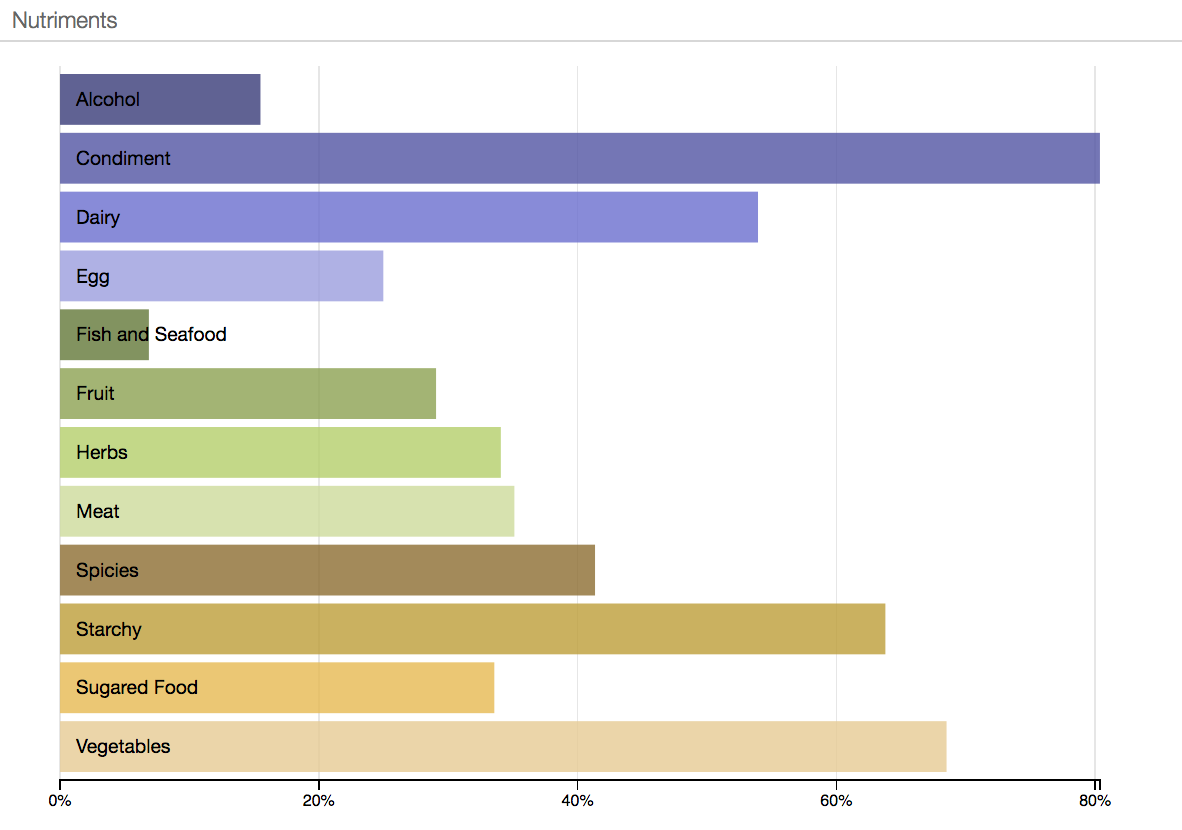 Nutriments
Alcohol
Condiment
Dairy
Egg
Fish and Seafood
Fruit
Herbs
Meat
Spicies
Starchy
Sugared Food
Vegetables
0% 20% 40% 60% 80%